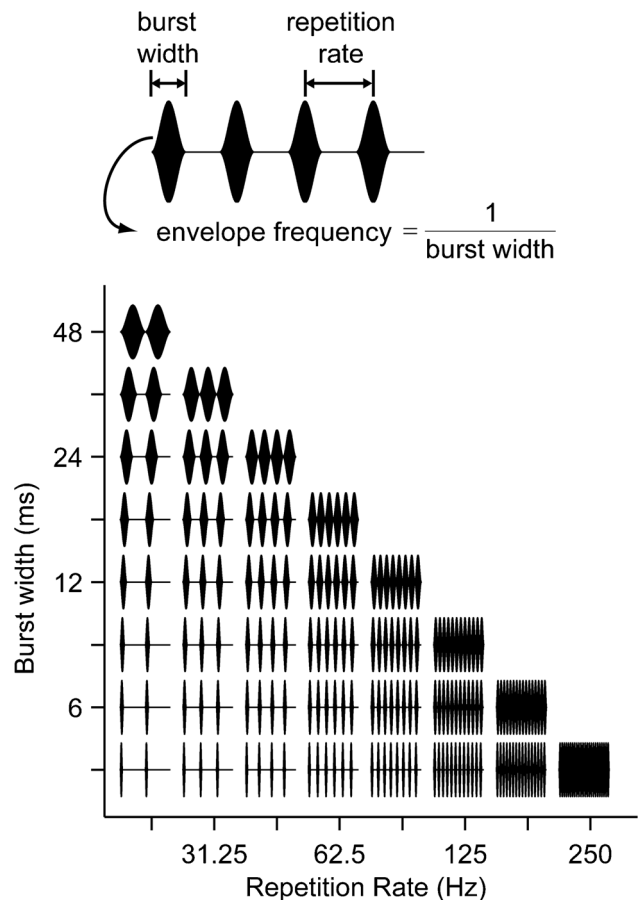 burst
width
repetition
rate
envelope frequency = 1
burst width
48
24
12
6
Burst width (ms)
31.25
62.5
125
250
Repetition Rate (Hz)